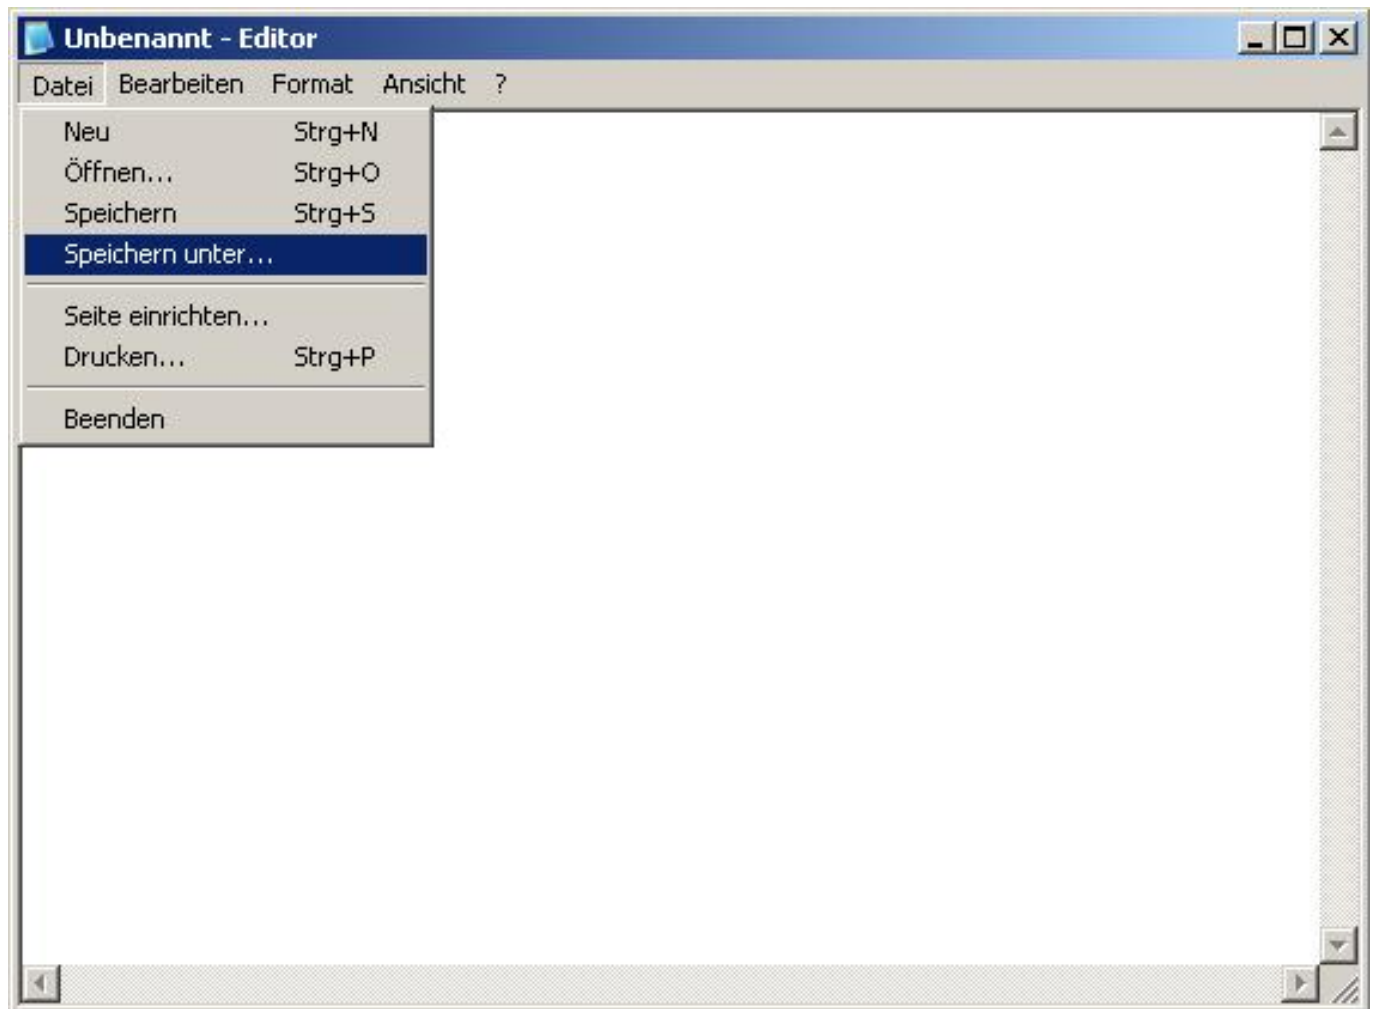 Unbenannt - Editor
Datei Bearbeiten Format Ansicht ?
Neu Strg+N
Öffnen... Strg+O
Speichern Strg+S
Speichern unter...
Seite einrichten...
Drucken... Strg+P
Beenden